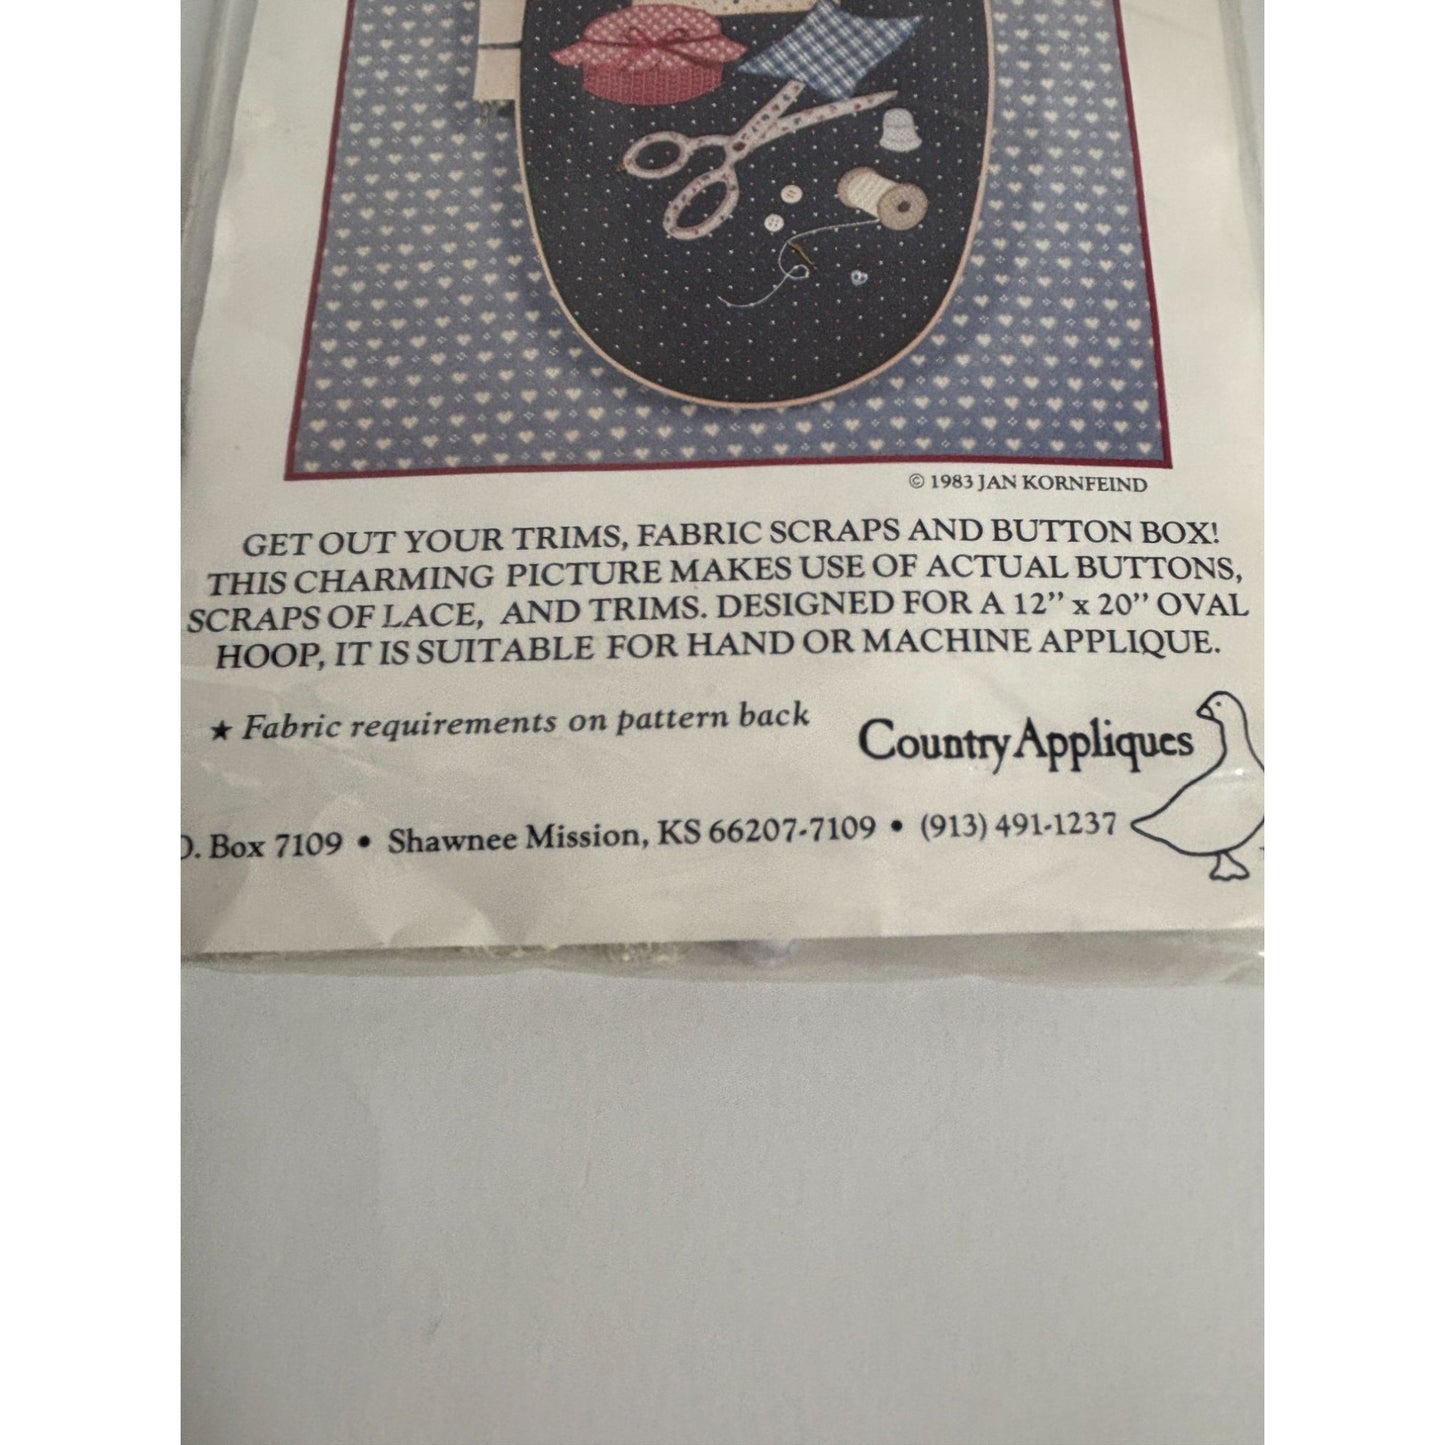 © 1983 JAN KORNFEIND
GET OUT YOUR TRIMS, FABRIC SCRAPS AND BUTTON BOX!
THIS CHARMING PICTURE MAKES USE OF ACTUAL BUTTONS,
SCRAPS OF LACE, AND TRIMS. DESIGNED FOR A 12” x 20” OVAL
HOOP, IT IS SUITABLE FOR HAND OR MACHINE APPLIQUE.
★ Fabric requirements on pattern back
Country Appliques
O. Box 7109 • Shawnee Mission, KS 66207-7109 • (913) 491-1237